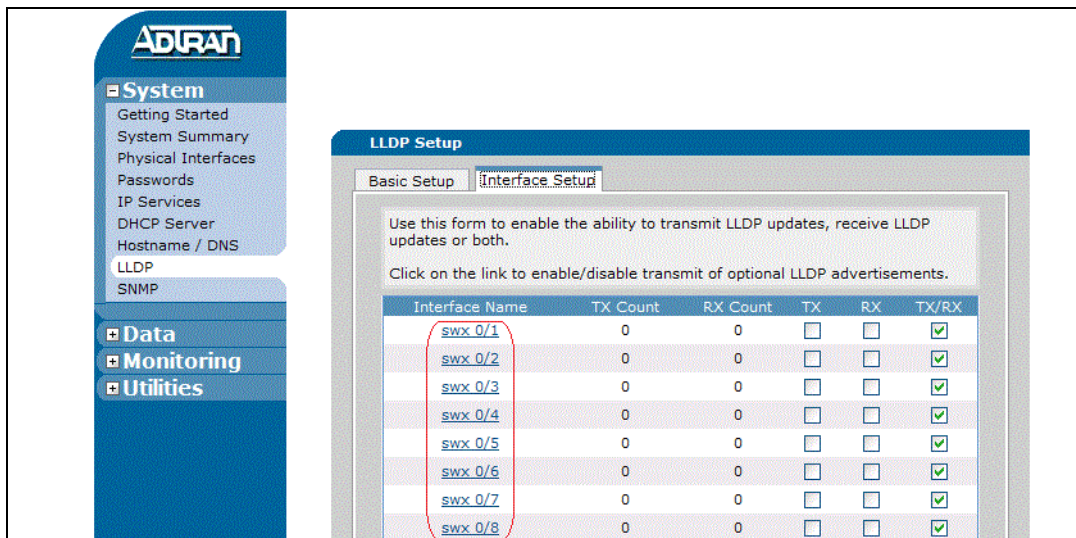 ADTRAN
System
Getting Started
System Summary
Physical Interfaces
Passwords
IP Services
DHCP Server
Hostname / DNS
LLDP
SNMP
Data
Monitoring
Utilities
LLDP Setup
Basic Setup Interface Setup
Use this form to enable the ability to transmit LLDP updates, receive LLDP
updates or both.
Click on the link to enable/disable transmit of optional LLDP advertisements.
Interface Name TX Count RX Count TX RX TX/RX
swx 0/1 0 0
swx 0/2 0 0
swx 0/3 0 0
swx 0/4 0 0
swx 0/5 0 0
swx 0/6 0 0
swx 0/7 0 0
swx 0/8 0 0